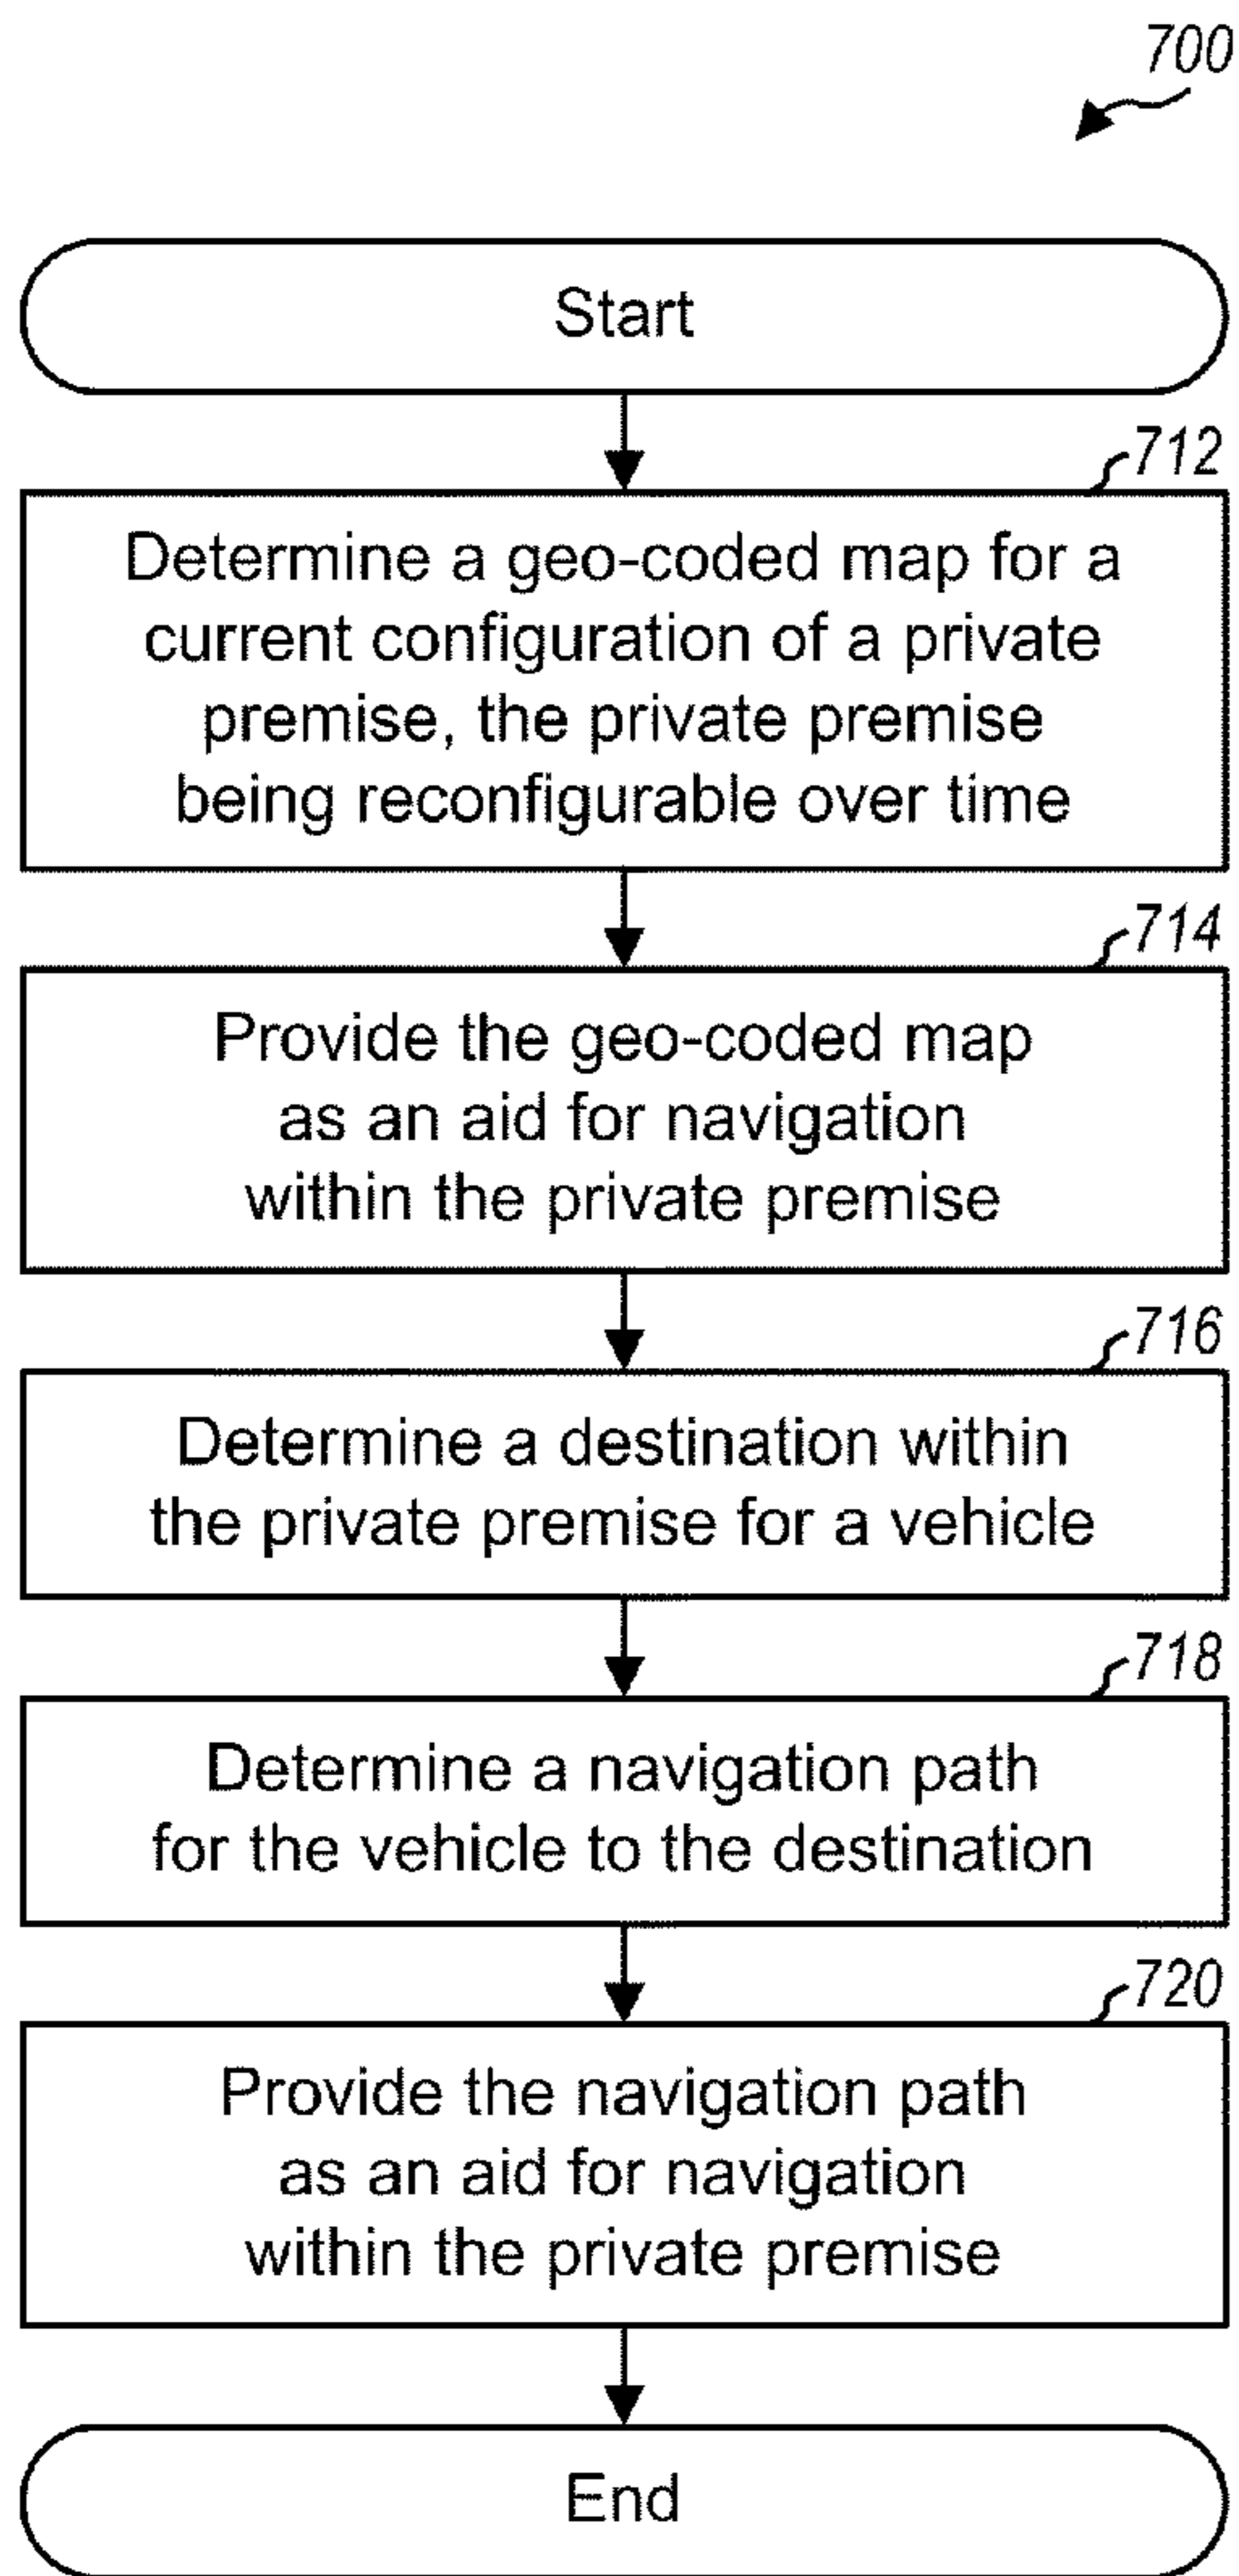 700
Start
712
Determine a geo-coded map for a
current configuration of a private
premise, the private premise
being reconfigurable over time
714
Provide the geo-coded map
as an aid for navigation
within the private premise
716
Determine a destination within
the private premise for a vehicle
718
Determine a navigation path
for the vehicle to the destination
720
Provide the navigation path
as an aid for navigation
within the private premise
End